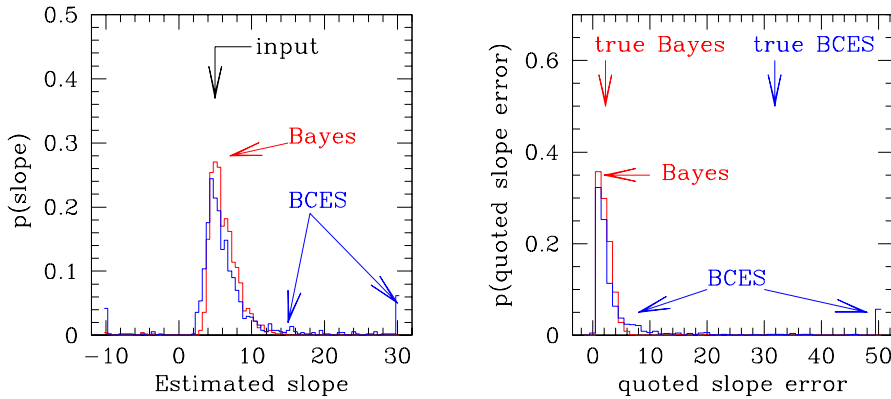 0.5
0.4
0.3
0.2
0.1
0
p(slope)
input
Bayes
BCES
−10
0
10
20
30
Estimated slope
0.6
0.4
0.2
0
p(quoted slope error)
true Bayes
true BCES
Bayes
BCES
0
10
20
30
40
50
quoted slope error